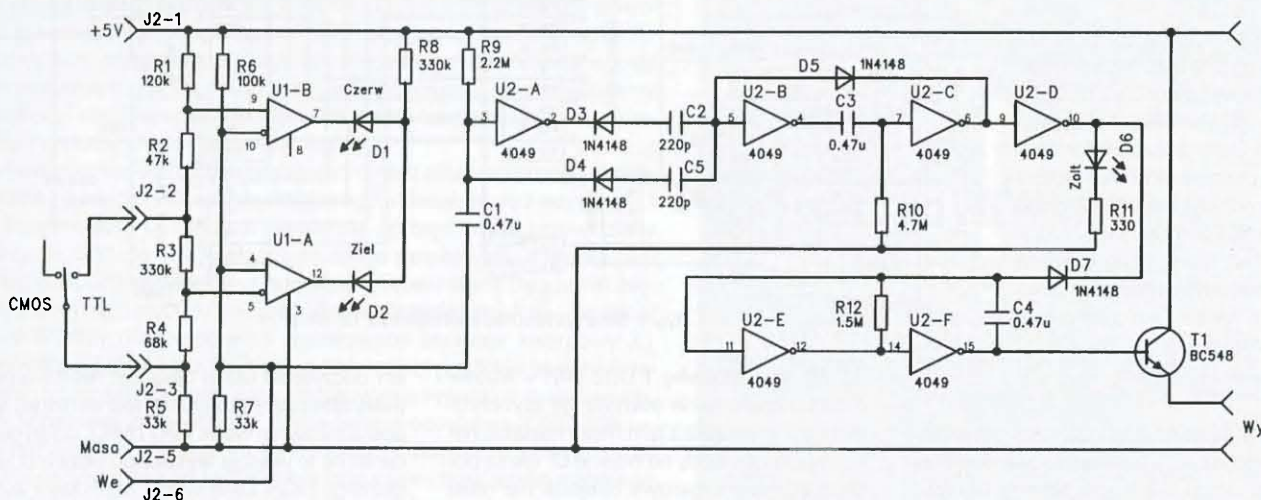 J2-1
+5V
R1
120k
R6
100k
R8
330k
R9
2.2M
U1-B
Czerw
9
7
10
8
D1
U2-A
3
2
4049
D3
1N4148
C2
220p
D4
1N4148
C5
220p
D5
1N4148
U2-B
5
4
4049
C3
0.47u
U2-C
7
6
4049
U2-D
9
10
4049
D6
Zolt
R11
330
R2
47k
J2-2
R3
330k
U1-A
Ziel
4
12
5
3
D2
C1
0.47u
R10
4.7M
D7
1N4148
CMOS
TTL
R4
68k
J2-3
R5
33k
R7
33k
U2-E
11
12
4049
R12
1.5M
U2-F
14
15
4049
C4
0.47u
T1
BC548
Masa
J2-5
We
J2-6
Wy